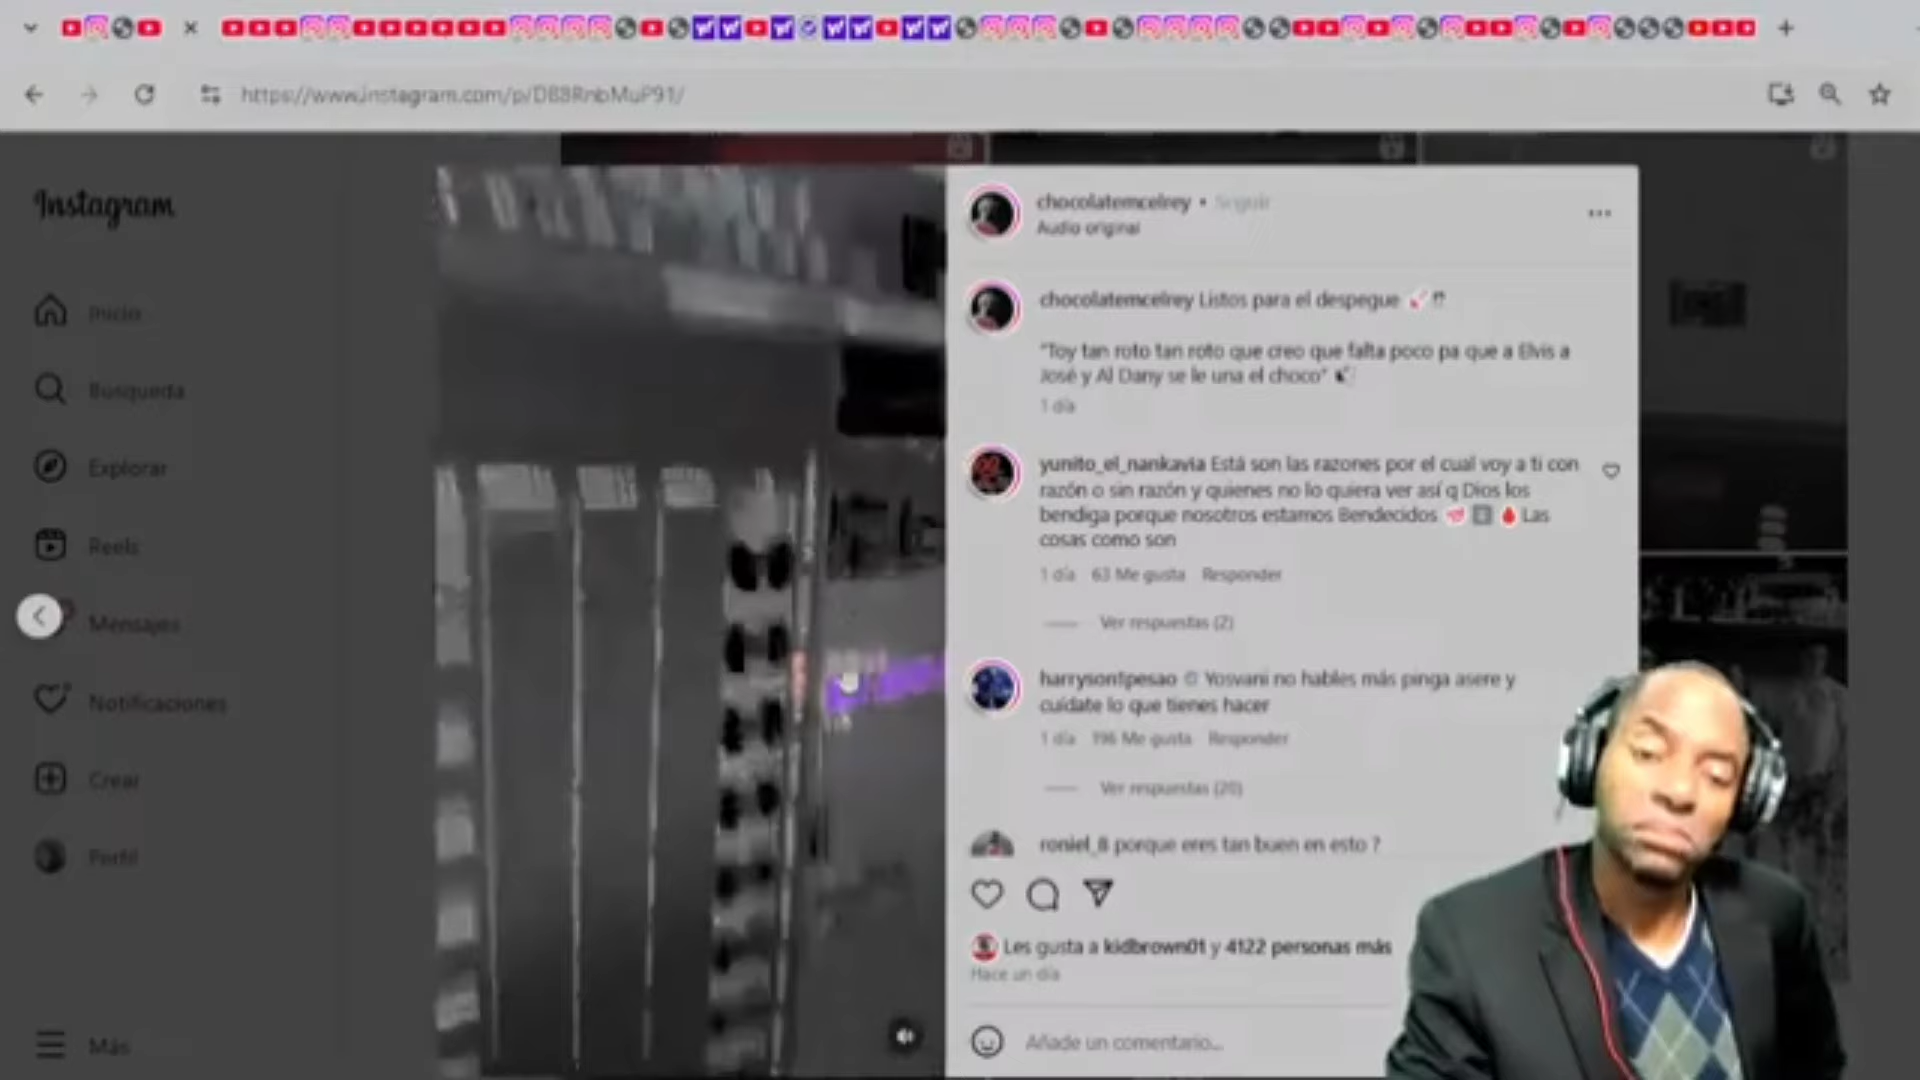 https://www.instagram.com/p/DB8RnbMuP91/
Instagram
chocolatemcelrey • Seguir
Audio original
Inicio
chocolatemcelrey Listos para el despegue
Búsqueda
"Toy tan roto tan roto que creo que falta poco pa que a Elvis a
José y Al Dany se le una el choco"
1 día
Explorar
yunito_el_nankavia Está son las razones por el cual voy a ti con
razón o sin razón y quienes no lo quiera ver así q Dios los
bendiga porque nosotros estamos Bendecidos Las
cosas como son
Reels
1 día 63 Me gusta Responder
Mensajes
Ver respuestas (2)
harryson1pesao Yosvani no hables más pinga asere y
cuídate lo que tienes hacer
Notificaciones
1 día 196 Me gusta Responder
Crear
Ver respuestas (20)
roniel_8 porque eres tan buen en esto ?
Perfil
Les gusta a kidbrown01 y 4122 personas más
Hace un día
Más
Añade un comentario...